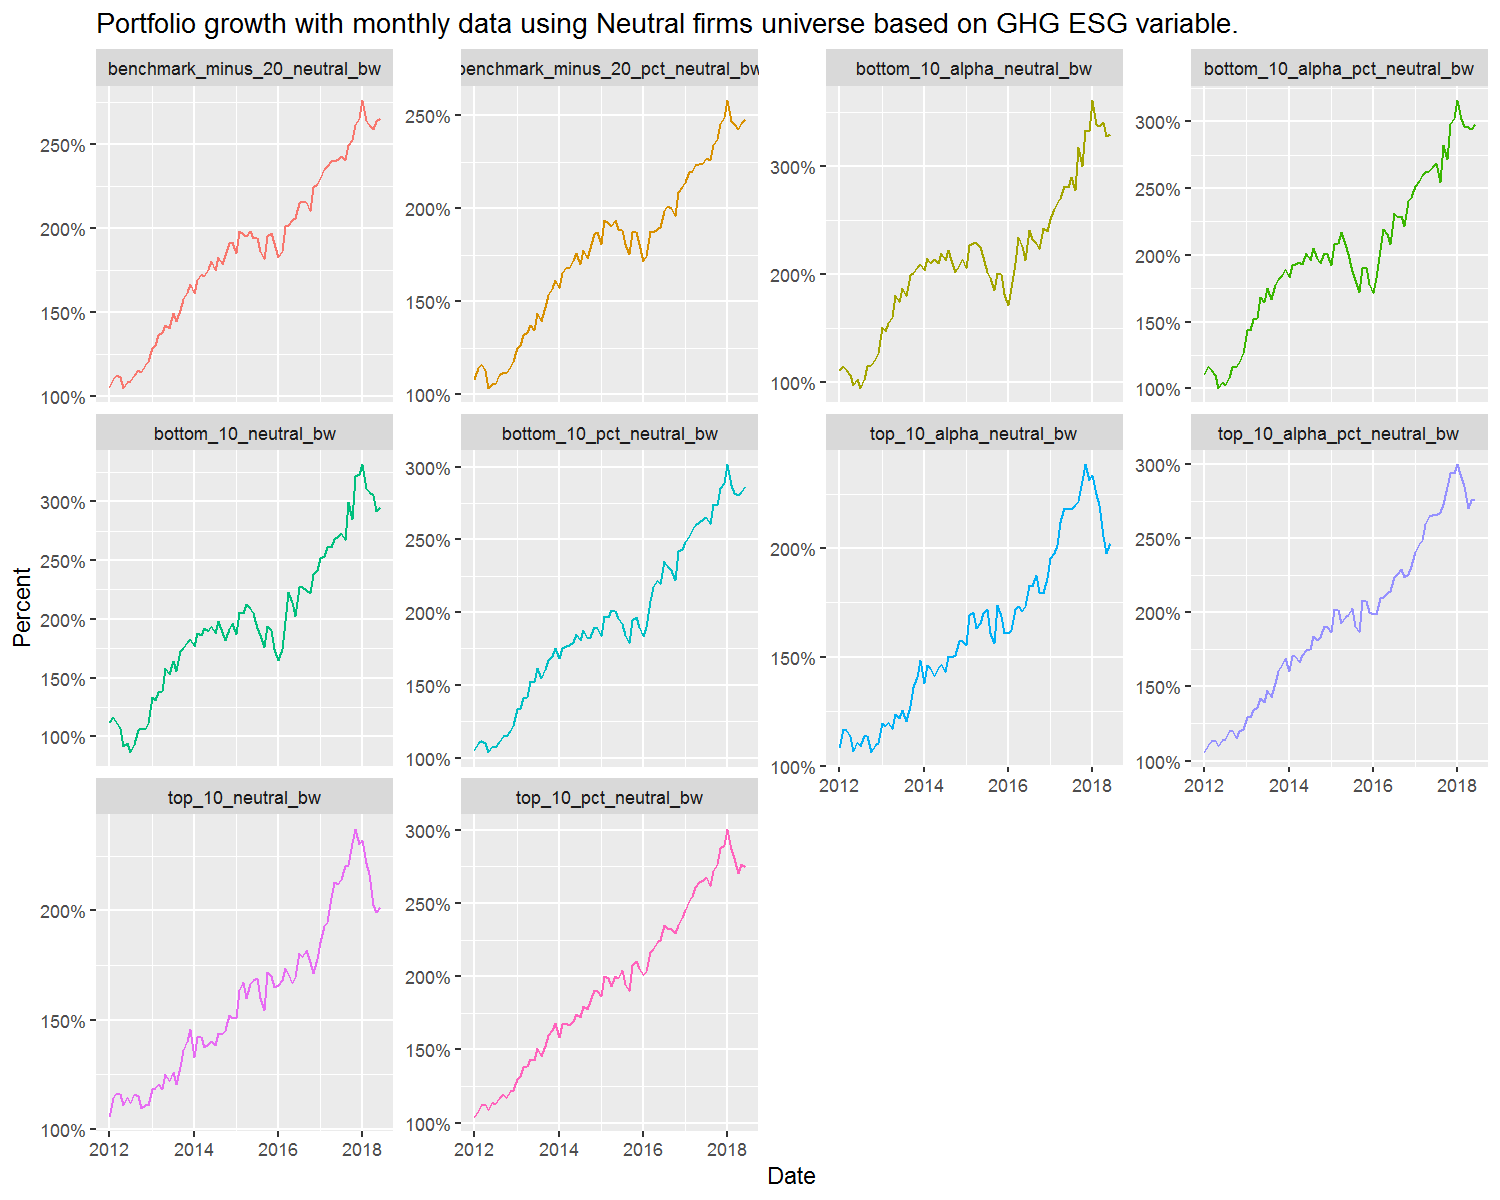 Portfolio growth with monthly data using Neutral firms universe based on GHG ESG variable.
benchmark_minus_20_neutral_bw
benchmark_minus_20_pct_neutral_bw
bottom_10_alpha_neutral_bw
bottom_10_alpha_pct_neutral_bw
250%
200%
150%
100%
250%
200%
150%
100%
300%
200%
100%
300%
250%
200%
150%
100%
bottom_10_neutral_bw
bottom_10_pct_neutral_bw
top_10_alpha_neutral_bw
top_10_alpha_pct_neutral_bw
300%
250%
200%
150%
100%
300%
250%
200%
150%
100%
200%
150%
100%
2012 2014 2016 2018
300%
250%
200%
150%
100%
2012 2014 2016 2018
top_10_neutral_bw
top_10_pct_neutral_bw
200%
150%
100%
2012 2014 2016 2018
300%
250%
200%
150%
100%
2012 2014 2016 2018
Percent
Date